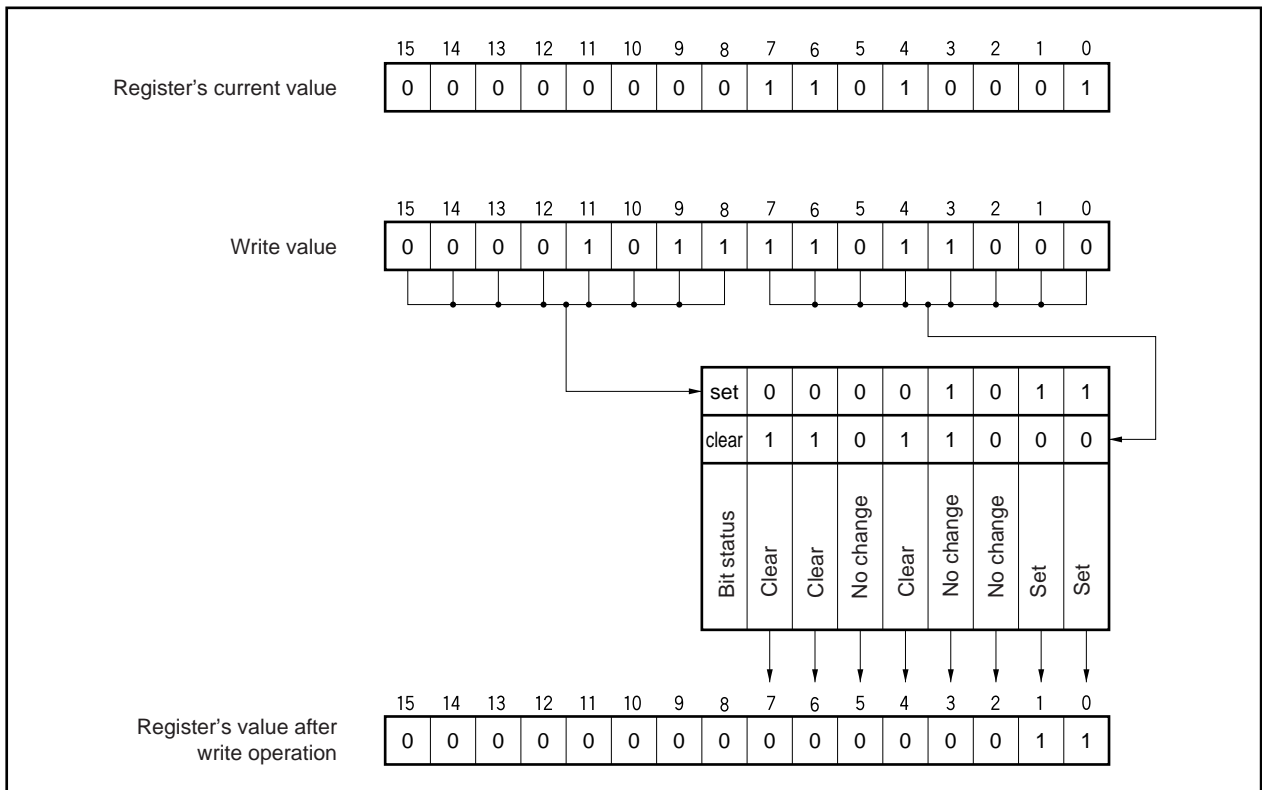 15 14 13 12 11 10 9 8 7 6 5 4 3 2 1 0
Register’s current value 0 0 0 0 0 0 0 0 1 1 0 1 0 0 0 1
15 14 13 12 11 10 9 8 7 6 5 4 3 2 1 0
Write value 0 0 0 0 1 0 1 1 1 1 0 1 1 0 0 0
set 0 0 0 0 1 0 1 1
clear 1 1 0 1 1 0 0 0
Bit status Clear Clear No change Clear No change No change Set Set
15 14 13 12 11 10 9 8 7 6 5 4 3 2 1 0
Register’s value after
write operation 0 0 0 0 0 0 0 0 0 0 0 0 0 0 1 1